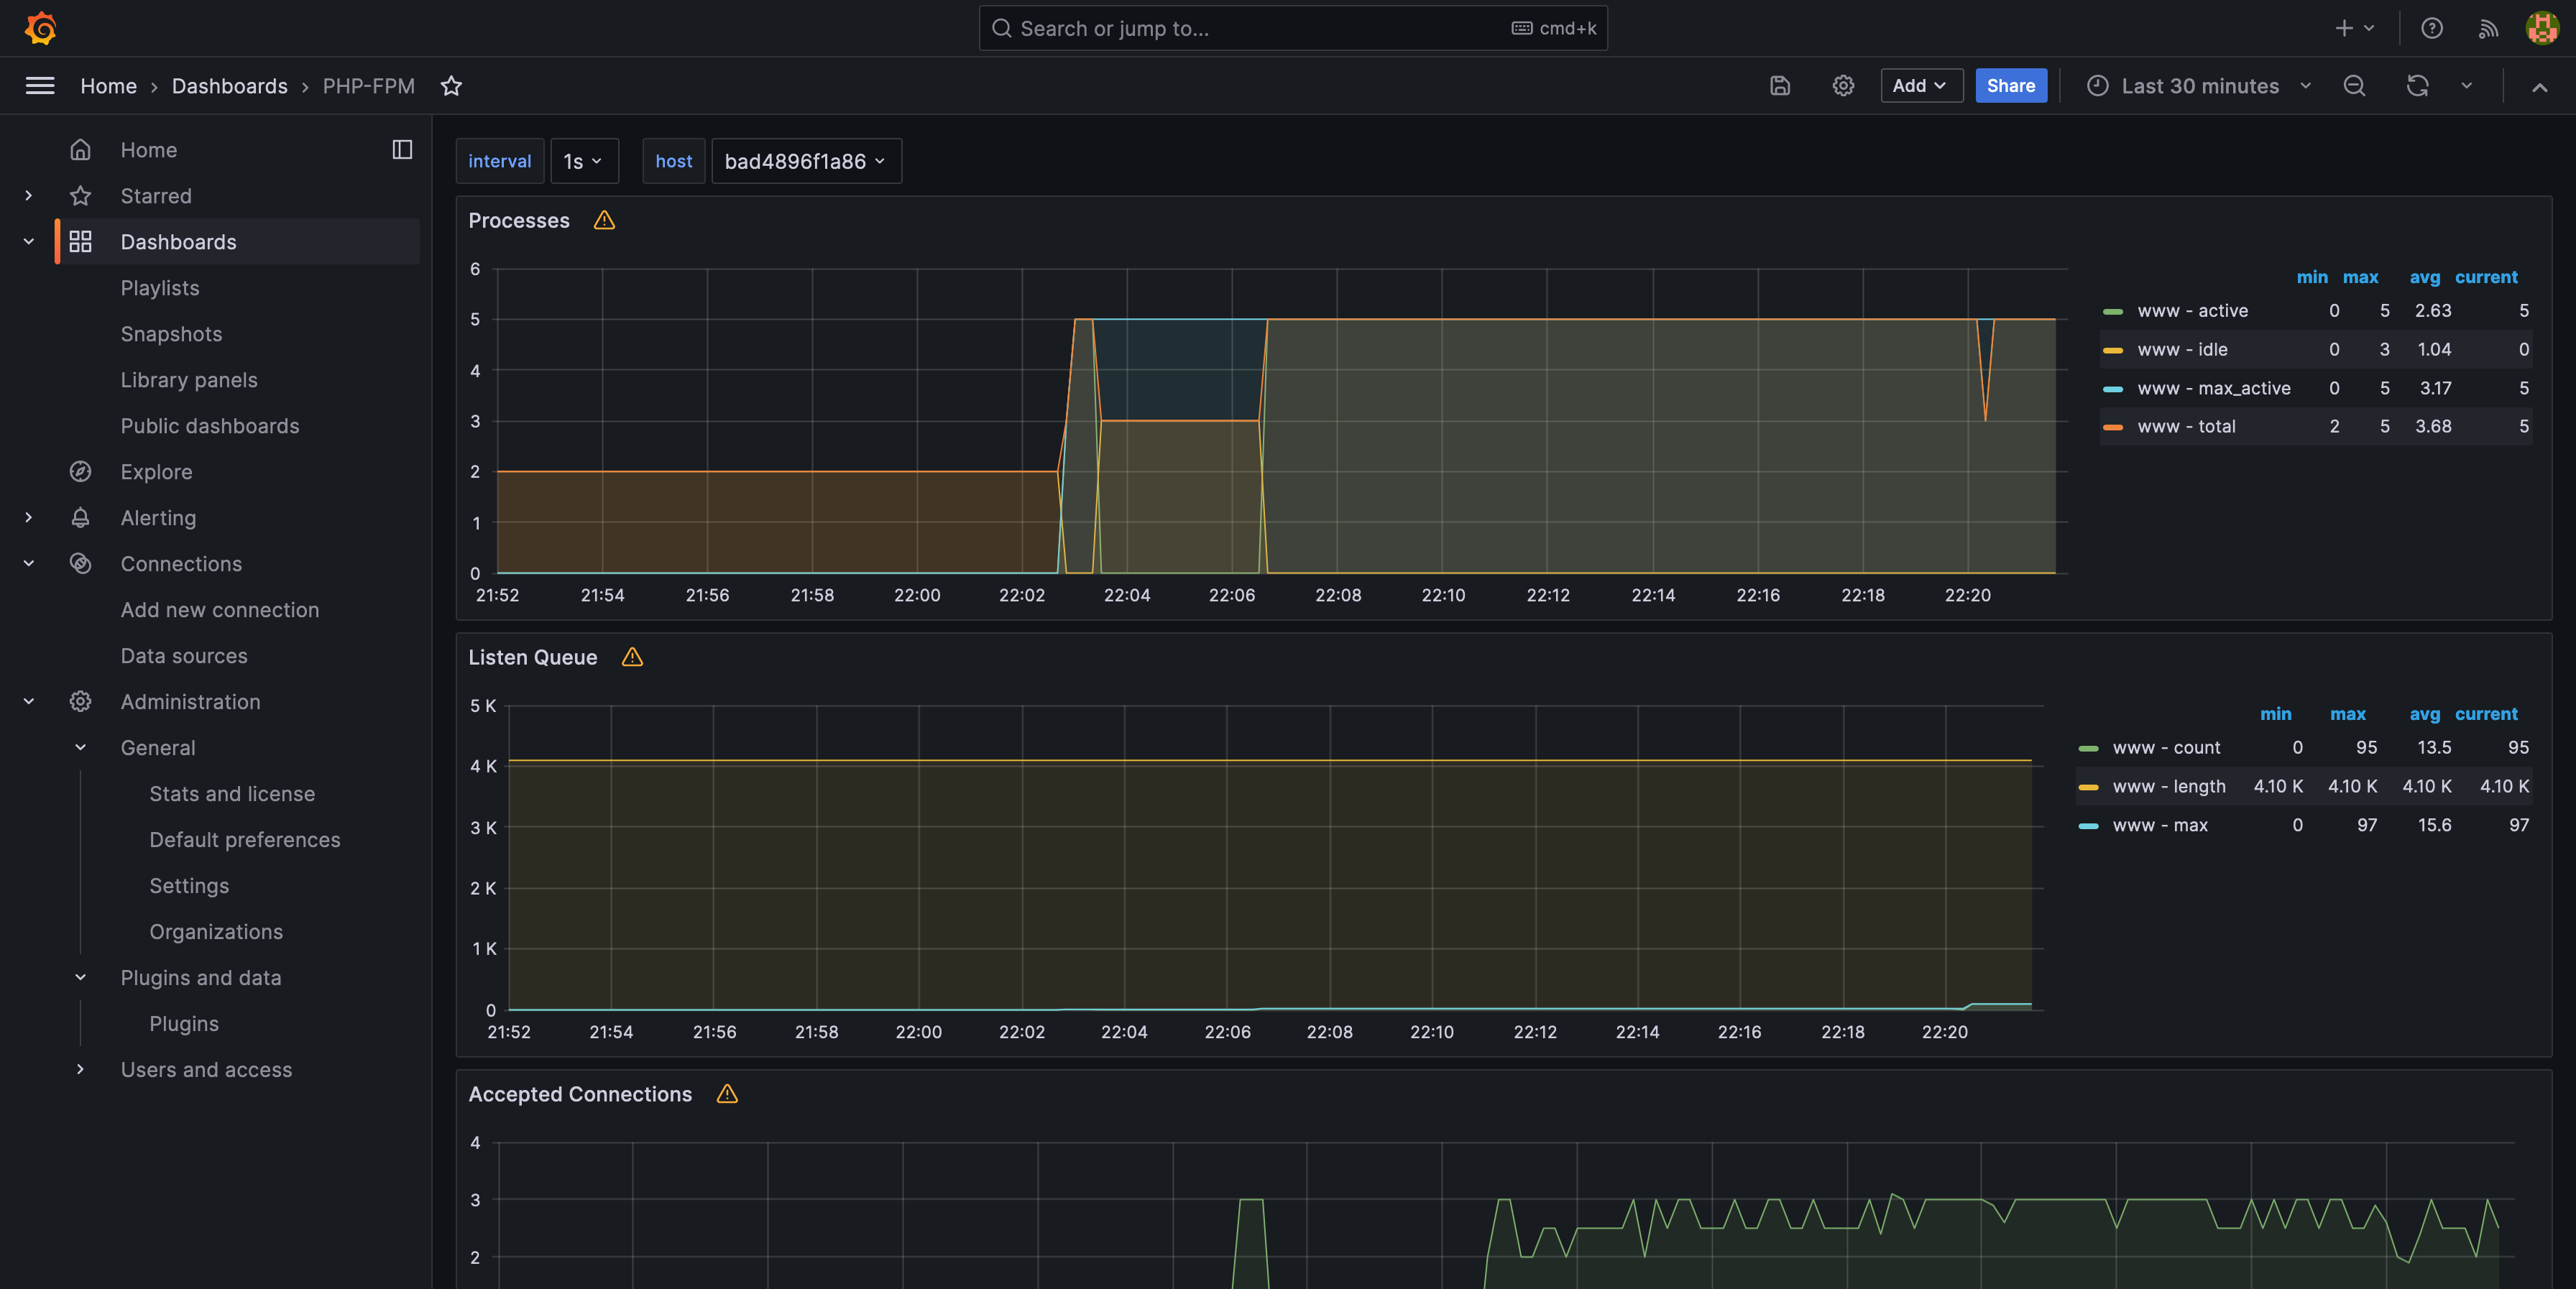 Search or jump to...
cmd+k
Home
Dashboards
PHP-FPM
Add
Share
Last 30 minutes
Home
Starred
Dashboards
Playlists
Snapshots
Library panels
Public dashboards
Explore
Alerting
Connections
Add new connection
Data sources
Administration
General
Stats and license
Default preferences
Settings
Organizations
Plugins and data
Plugins
Users and access
interval 1s host bad4896f1a86
Processes
6
5
4
3
2
1
0
21:52 21:54 21:56 21:58 22:00 22:02 22:04 22:06 22:08 22:10 22:12 22:14 22:16 22:18 22:20
min max avg current
www - active 0 5 2.63 5
www - idle 0 3 1.04 0
www - max_active 0 5 3.17 5
www - total 2 5 3.68 5
Listen Queue
5 K
4 K
3 K
2 K
1 K
0
21:52 21:54 21:56 21:58 22:00 22:02 22:04 22:06 22:08 22:10 22:12 22:14 22:16 22:18 22:20
min max avg current
www - count 0 95 13.5 95
www - length 4.10 K 4.10 K 4.10 K 4.10 K
www - max 0 97 15.6 97
Accepted Connections
4
3
2